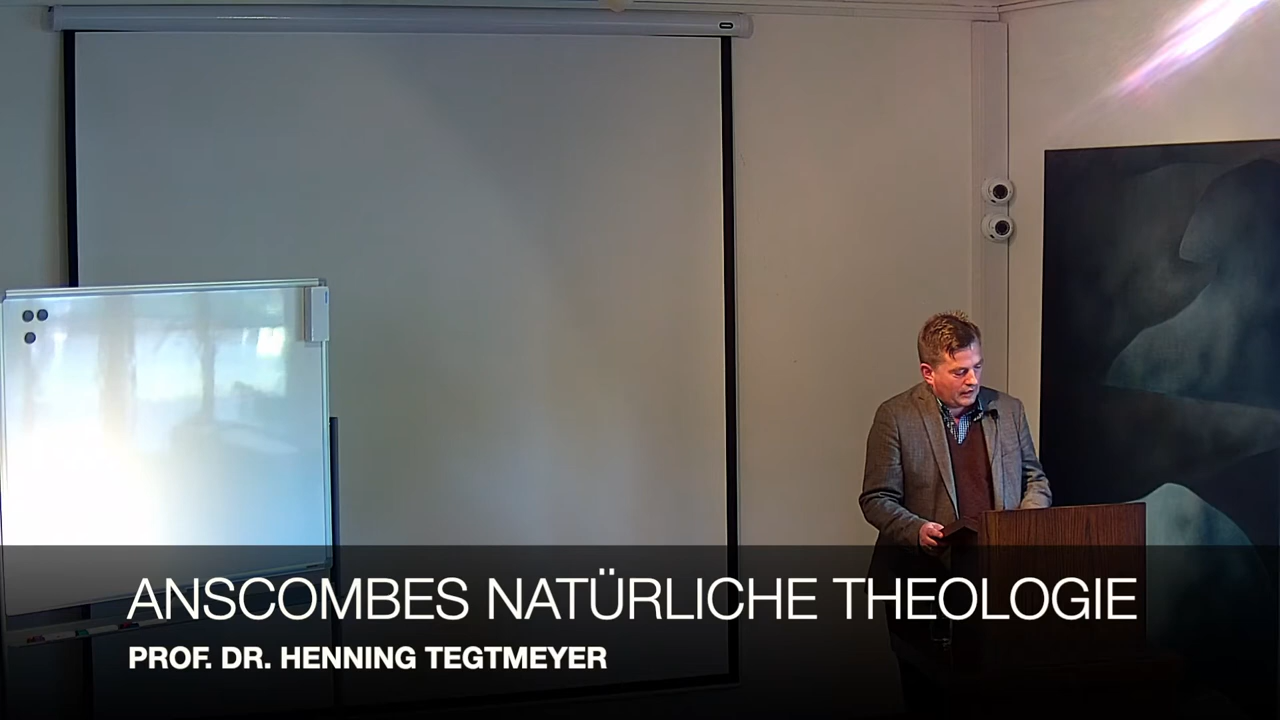 ANSCOMBES NATÜRLICHE THEOLOGIE
PROF. DR. HENNING TEGTMEYER